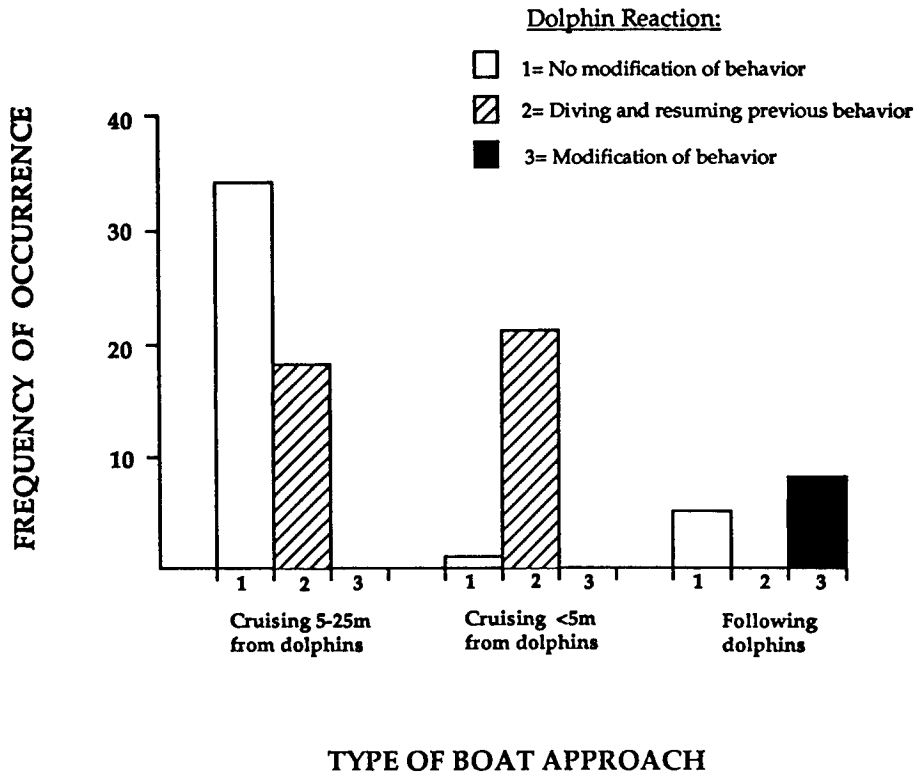 Dolphin Reaction:
1= No modification of behavior
2= Diving and resuming previous behavior
3= Modification of behavior
FREQUENCY OF OCCURRENCE
40
30
20
10
1 2 3 1 2 3 1 2 3
Cruising 5-25m from dolphins
Cruising <5m from dolphins
Following dolphins
TYPE OF BOAT APPROACH